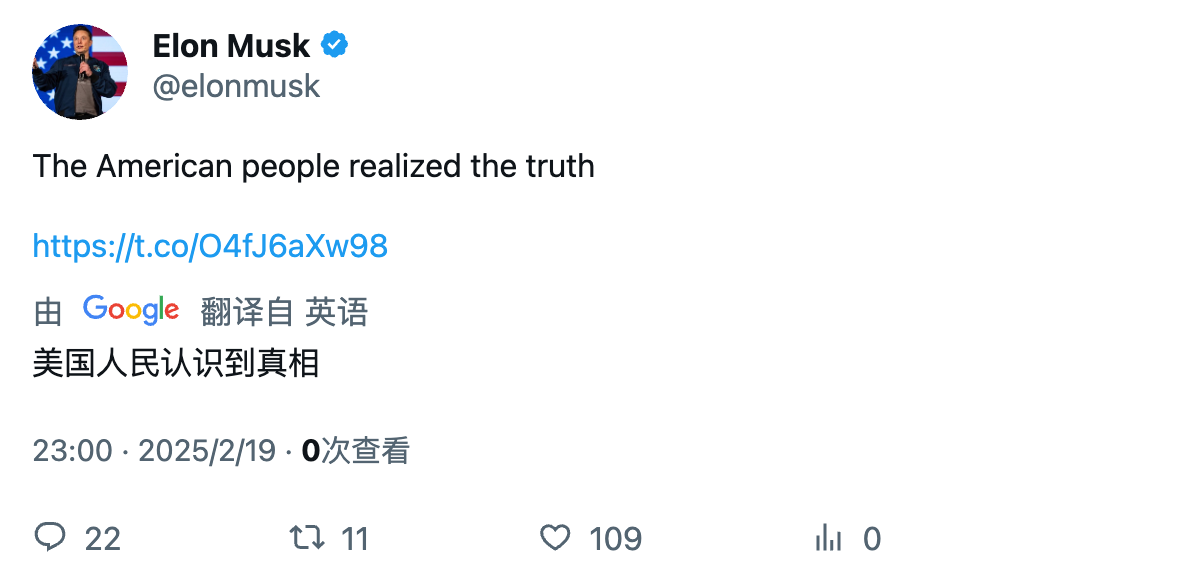 Elon Musk
@elonmusk
The American people realized the truth
https://t.co/O4fJ6aXw98
由 Google 翻译自 英语
美国人民认识到真相
23:00 · 2025/2/19 · 0次查看
22 11 109 0